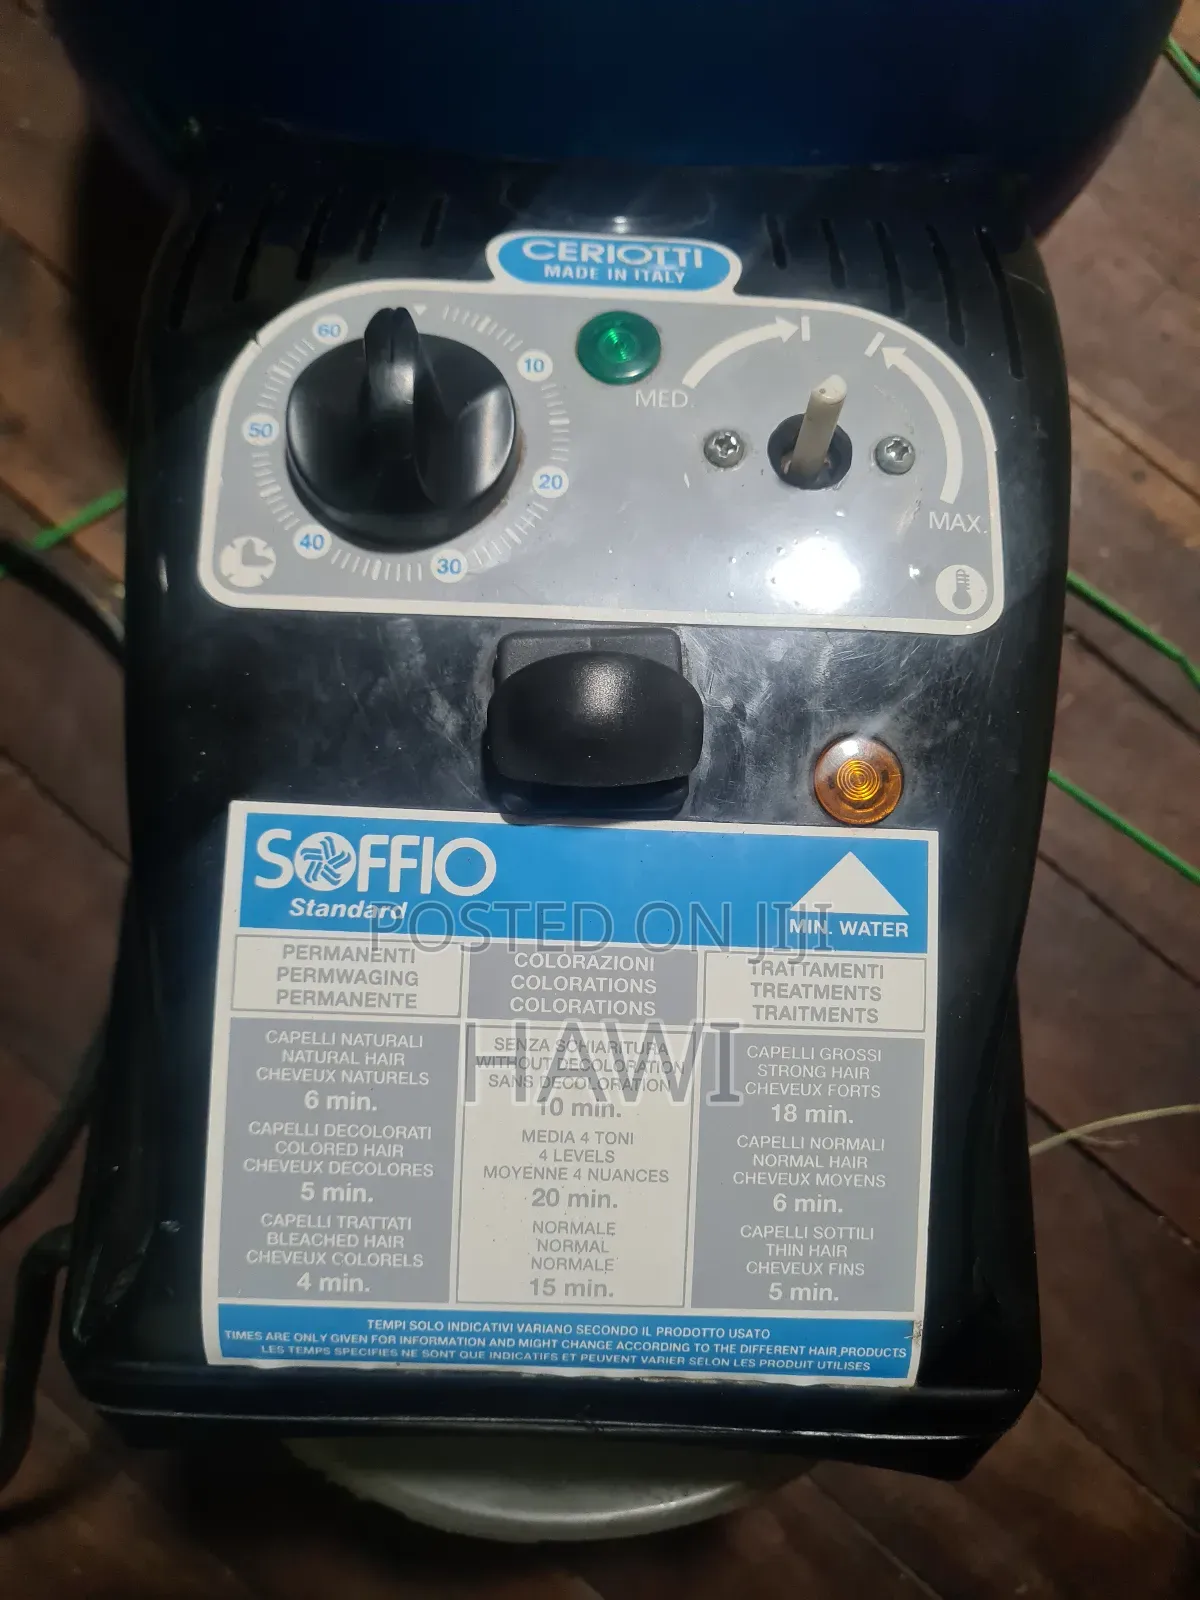 CERIOTTI
MADE IN ITALY
60
10
50
20
40
30
MED.
MAX.
SOFFIO
Standard
MIN. WATER
POSTED ON JIJI
HAWI
PERMANENTI
PERMWAGING
PERMANENTE
COLORAZIONI
COLORATIONS
COLORATIONS
TRATTAMENTI
TREATMENTS
TRAITMENTS
CAPELLI NATURALI
NATURAL HAIR
CHEVEUX NATURELS
6 min.
CAPELLI DECOLORATI
COLORED HAIR
CHEVEUX DECOLORES
5 min.
CAPELLI TRATTATI
BLEACHED HAIR
CHEVEUX COLORELS
4 min.
SENZA SCHIARITURA
WITHOUT DECOLORATION
SANS DECOLORATION
10 min.
MEDIA 4 TONI
4 LEVELS
MOYENNE 4 NUANCES
20 min.
NORMALE
NORMAL
NORMALE
15 min.
CAPELLI GROSSI
STRONG HAIR
CHEVEUX FORTS
18 min.
CAPELLI NORMALI
NORMAL HAIR
CHEVEUX MOYENS
6 min.
CAPELLI SOTTILI
THIN HAIR
CHEVEUX FINS
5 min.
TEMPI SOLO INDICATIVI VARIANO SECONDO IL PRODOTTO USATO
TIMES ARE ONLY GIVEN FOR INFORMATION AND MIGHT CHANGE ACCORDING TO THE DIFFERENT HAIR PRODUCTS
LES TEMPS SPECIFIES NE SONT QUE INDICATIFS ET PEUVENT VARIER SELON LES PRODUIT UTILISES